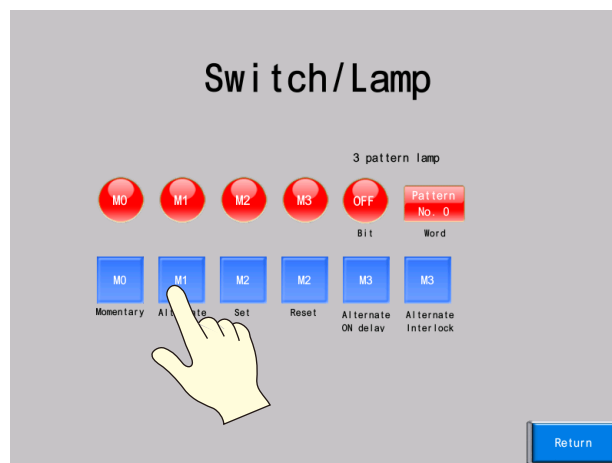 Switch/Lamp
3 pattern lamp
M0 M1 M2 M3 OFF Pattern No. 0
Bit Word
M0 M1 M2 M2 M3 M3
Momentary Set Reset Alternate ON delay Alternate Interlock
Return